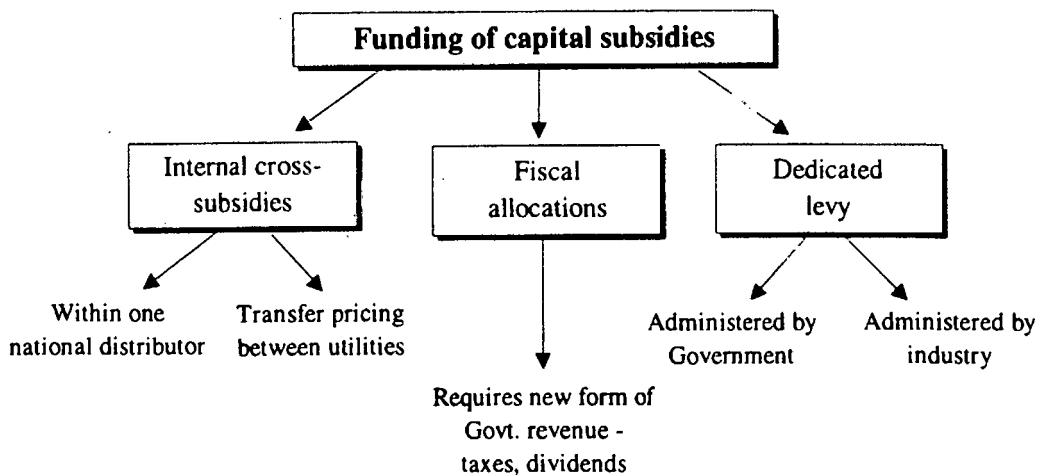 Funding of capital subsidies
Internal cross-
subsidies
Fiscal
allocations
Dedicated
levy
Within one
national distributor
Transfer pricing
between utilities
Administered by
Government
Administered by
industry
Requires new form of
Govt. revenue -
taxes, dividends